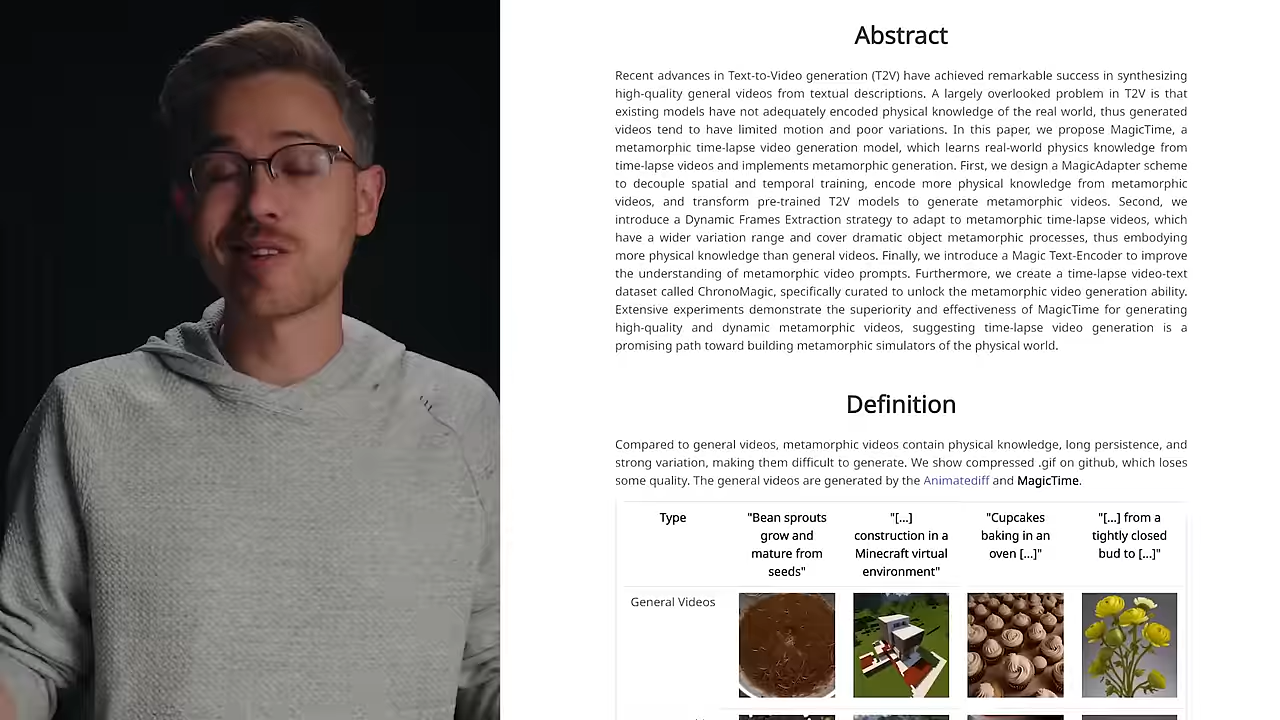 Abstract
Recent advances in Text-to-Video generation (T2V) have achieved remarkable success in synthesizing
high-quality general videos from textual descriptions. A largely overlooked problem in T2V is that
existing models have not adequately encoded physical knowledge of the real world, thus generated
videos tend to have limited motion and poor variations. In this paper, we propose MagicTime, a
metamorphic time-lapse video generation model, which learns real-world physics knowledge from
time-lapse videos and implements metamorphic generation. First, we design a MagicAdapter scheme
to decouple spatial and temporal training, encode more physical knowledge from metamorphic
videos, and transform pre-trained T2V models to generate metamorphic videos. Second, we
introduce a Dynamic Frames Extraction strategy to adapt to metamorphic time-lapse videos, which
have a wider variation range and cover dramatic object metamorphic processes, thus embodying
more physical knowledge than general videos. Finally, we introduce a Magic Text-Encoder to improve
the understanding of metamorphic video prompts. Furthermore, we create a time-lapse video-text
dataset called ChronoMagic, specifically curated to unlock the metamorphic video generation ability.
Extensive experiments demonstrate the superiority and effectiveness of MagicTime for generating
high-quality and dynamic metamorphic videos, suggesting time-lapse video generation is a
promising path toward building metamorphic simulators of the physical world.
Definition
Compared to general videos, metamorphic videos contain physical knowledge, long persistence, and
strong variation, making them difficult to generate. We show compressed .gif on github, which loses
some quality. The general videos are generated by the Animatediff and MagicTime.
Type
"Bean sprouts
grow and
mature from
seeds"
"[...]
construction in a
Minecraft virtual
environment"
"Cupcakes
baking in an
oven [...]"
"[...] from a
tightly closed
bud to [...]"
General Videos